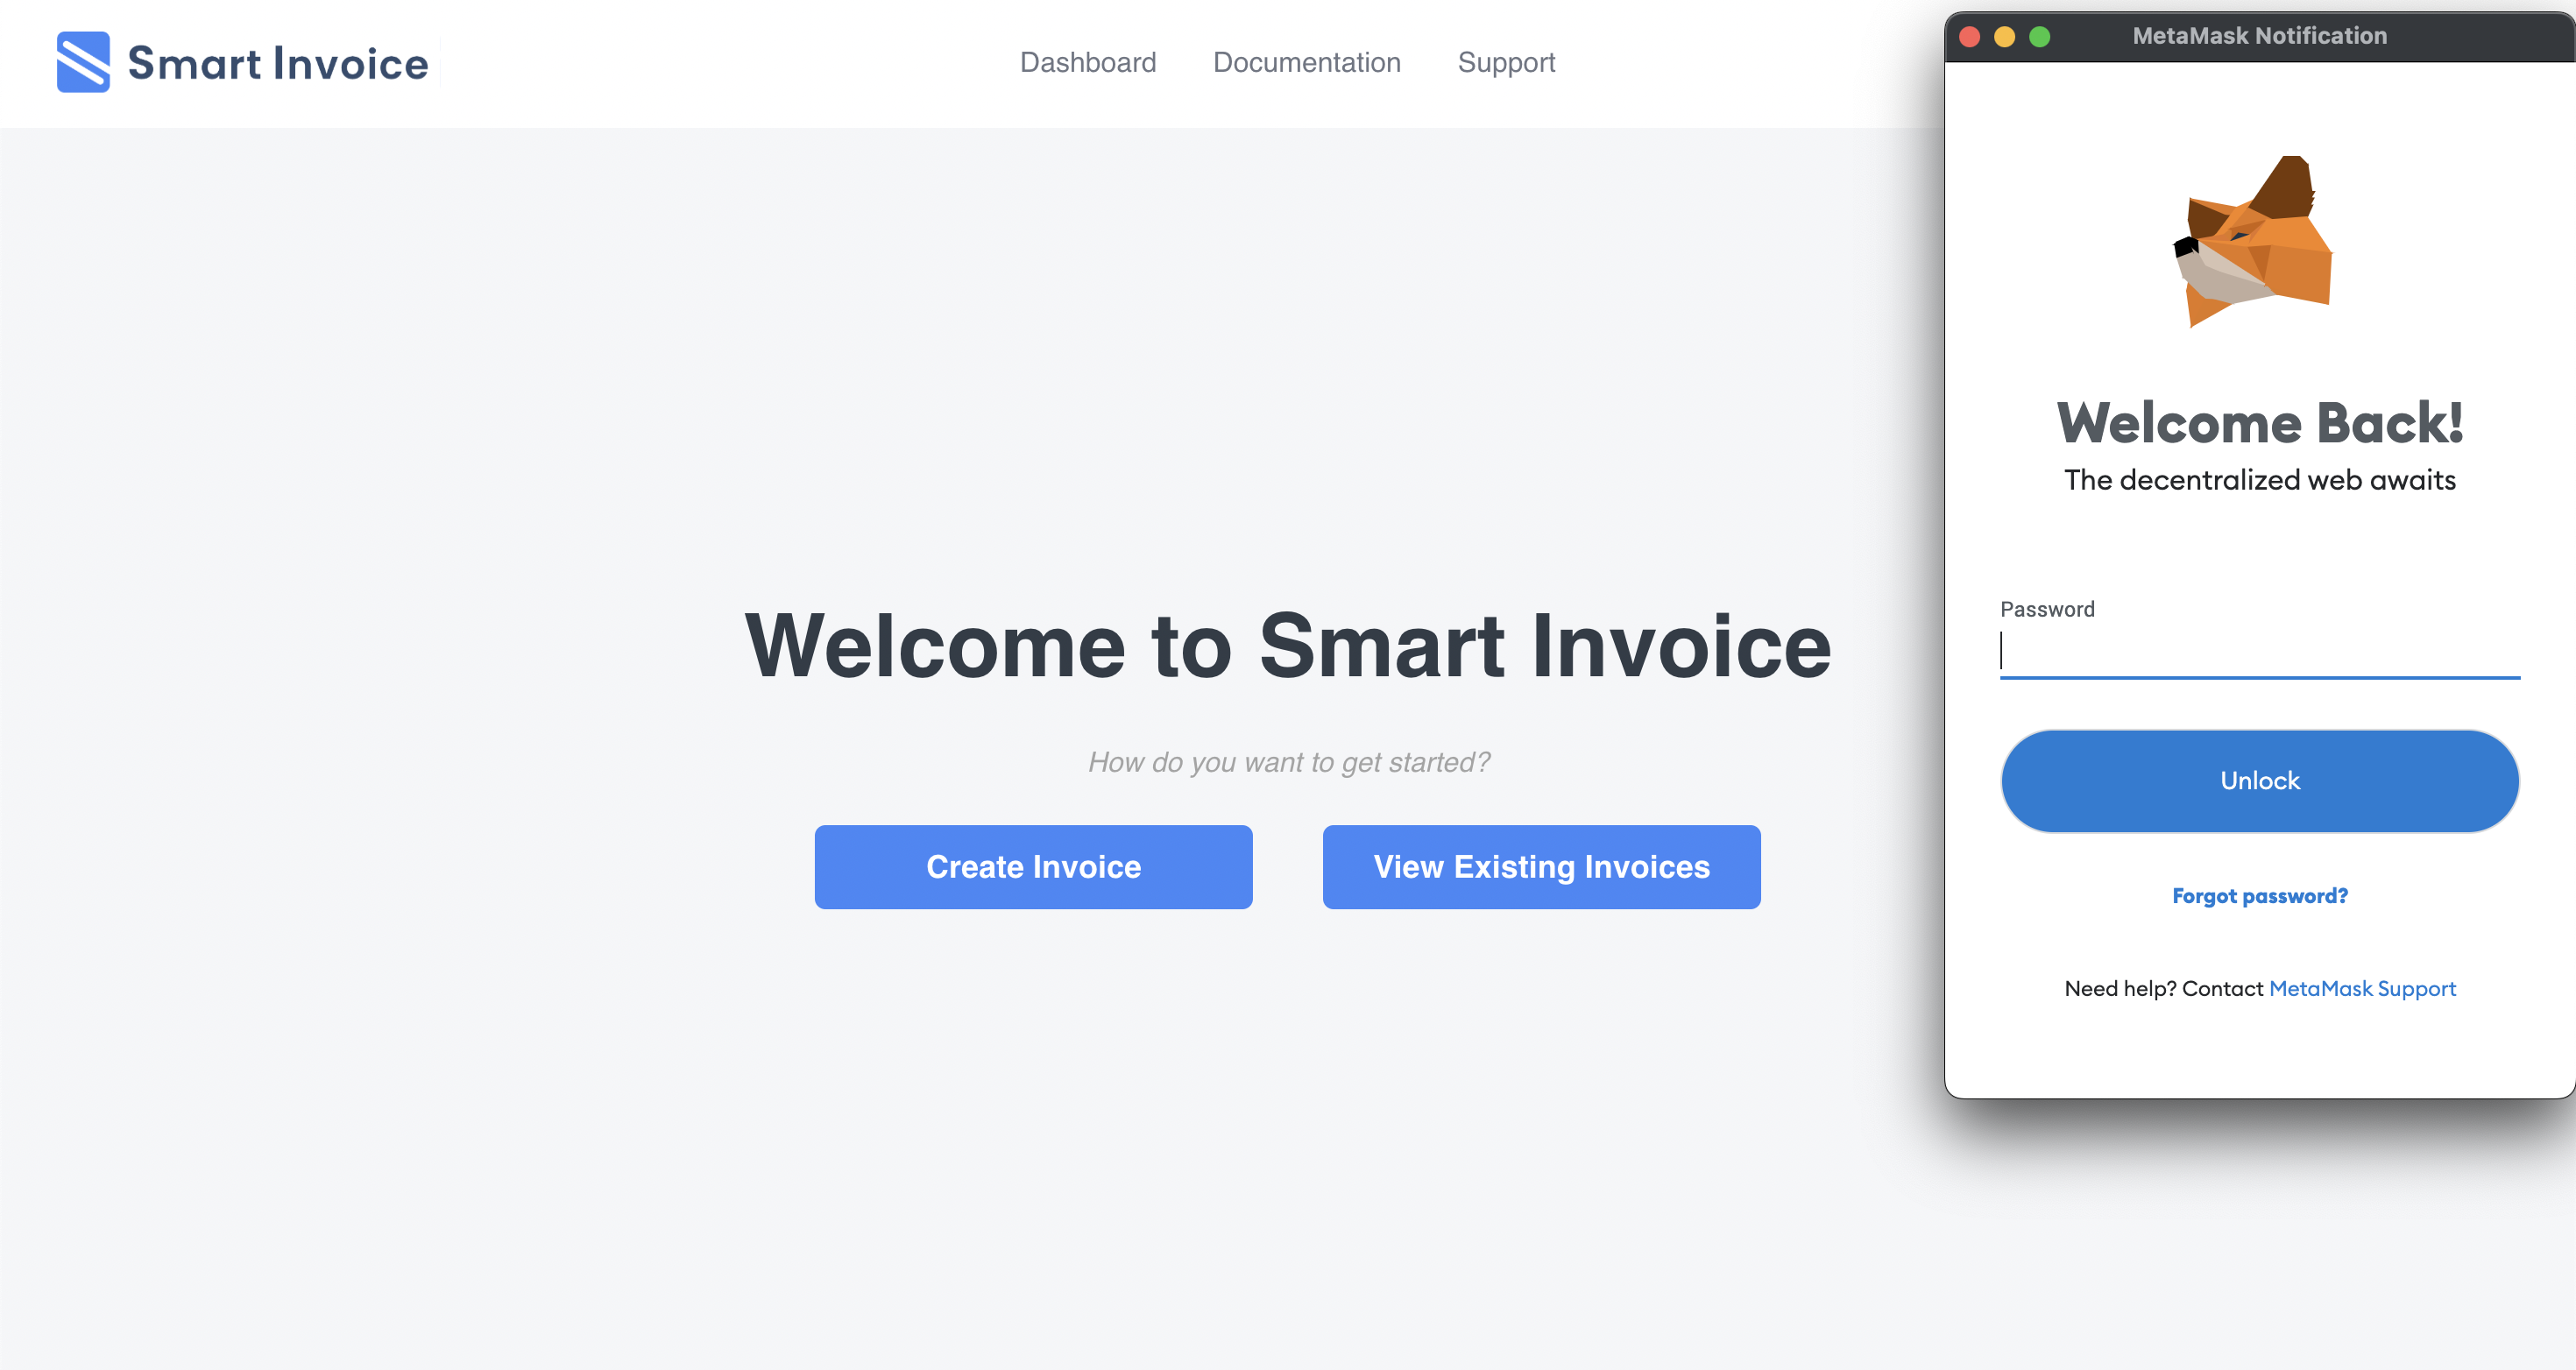 Smart Invoice
Dashboard Documentation Support
Welcome to Smart Invoice
How do you want to get started?
Create Invoice View Existing Invoices
MetaMask Notification
Welcome Back!
The decentralized web awaits
Password
Unlock
Forgot password?
Need help? Contact MetaMask Support